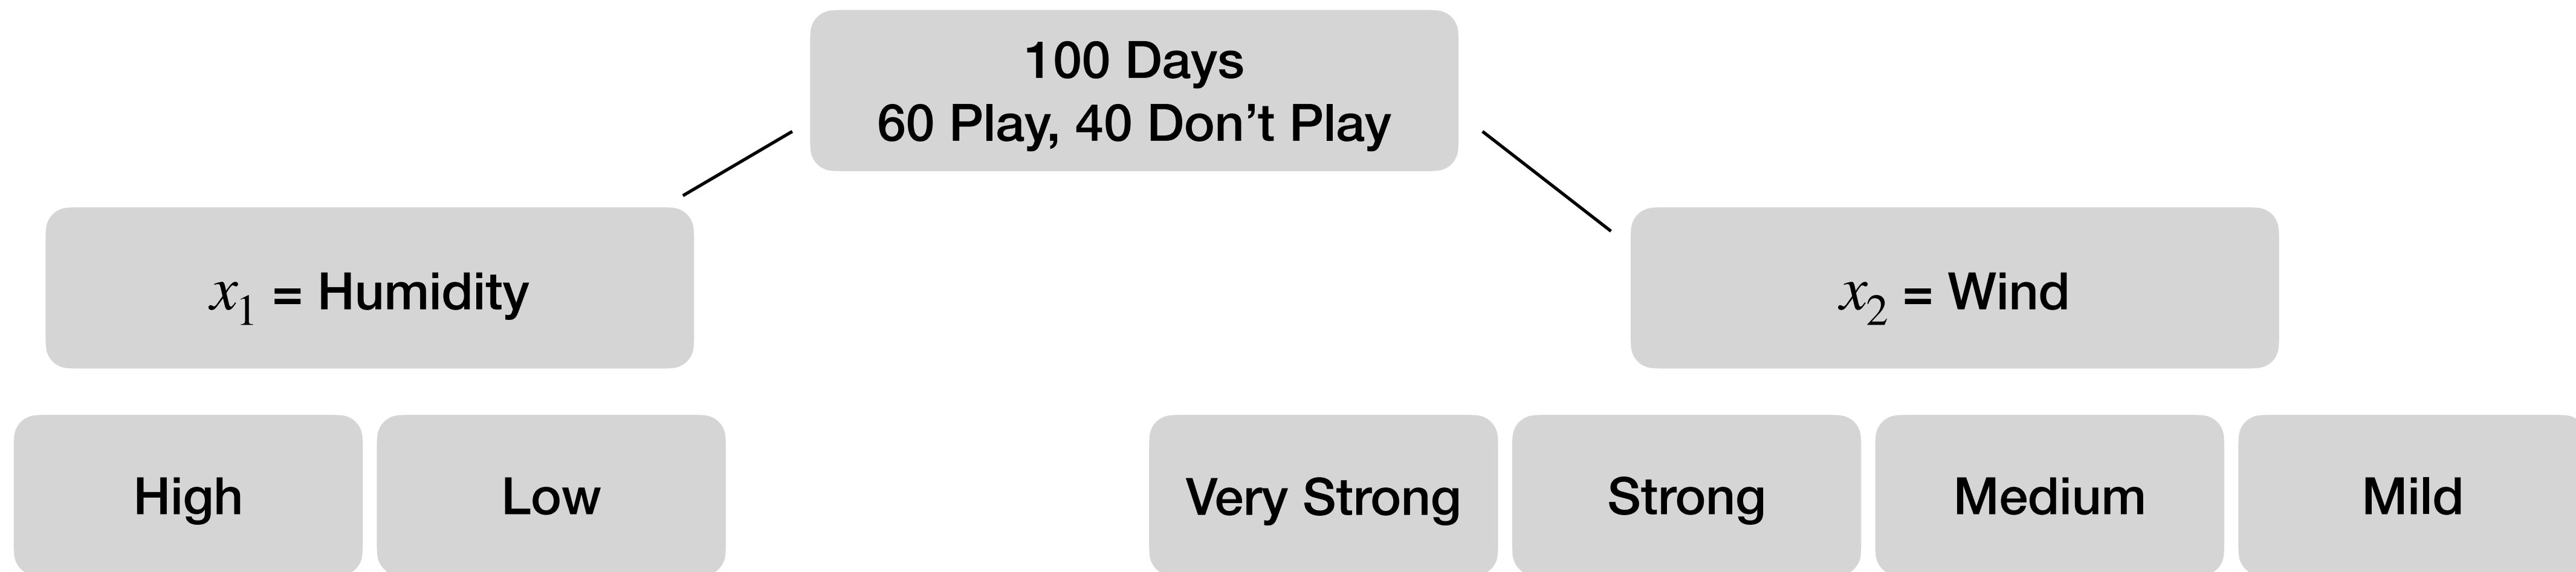 100 Days
60 Play, 40 Don’t Play
x₁ = Humidity
x₂ = Wind
High
Low
Very Strong
Strong
Medium
Mild